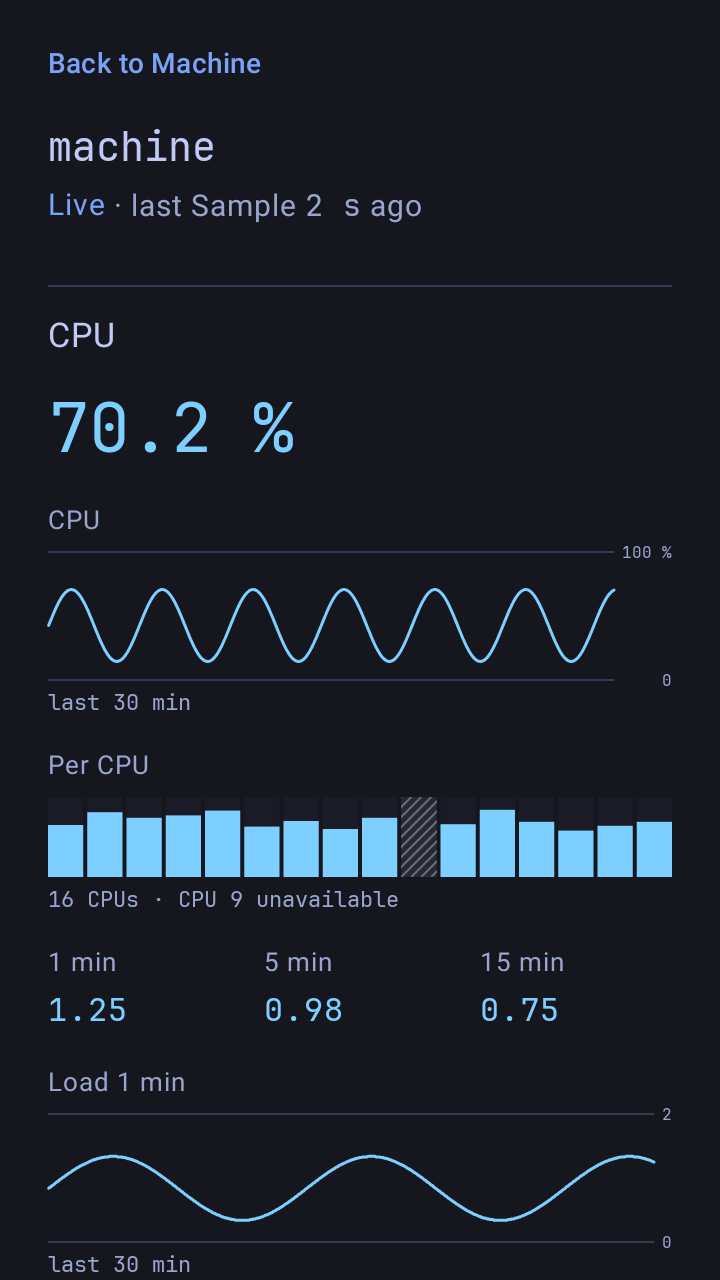 Back to Machine
machine
Live · last Sample 2 s ago
CPU
70.2 %
CPU
100 %
0
last 30 min
Per CPU
16 CPUs · CPU 9 unavailable
1 min 5 min 15 min
1.25 0.98 0.75
Load 1 min
2
0
last 30 min